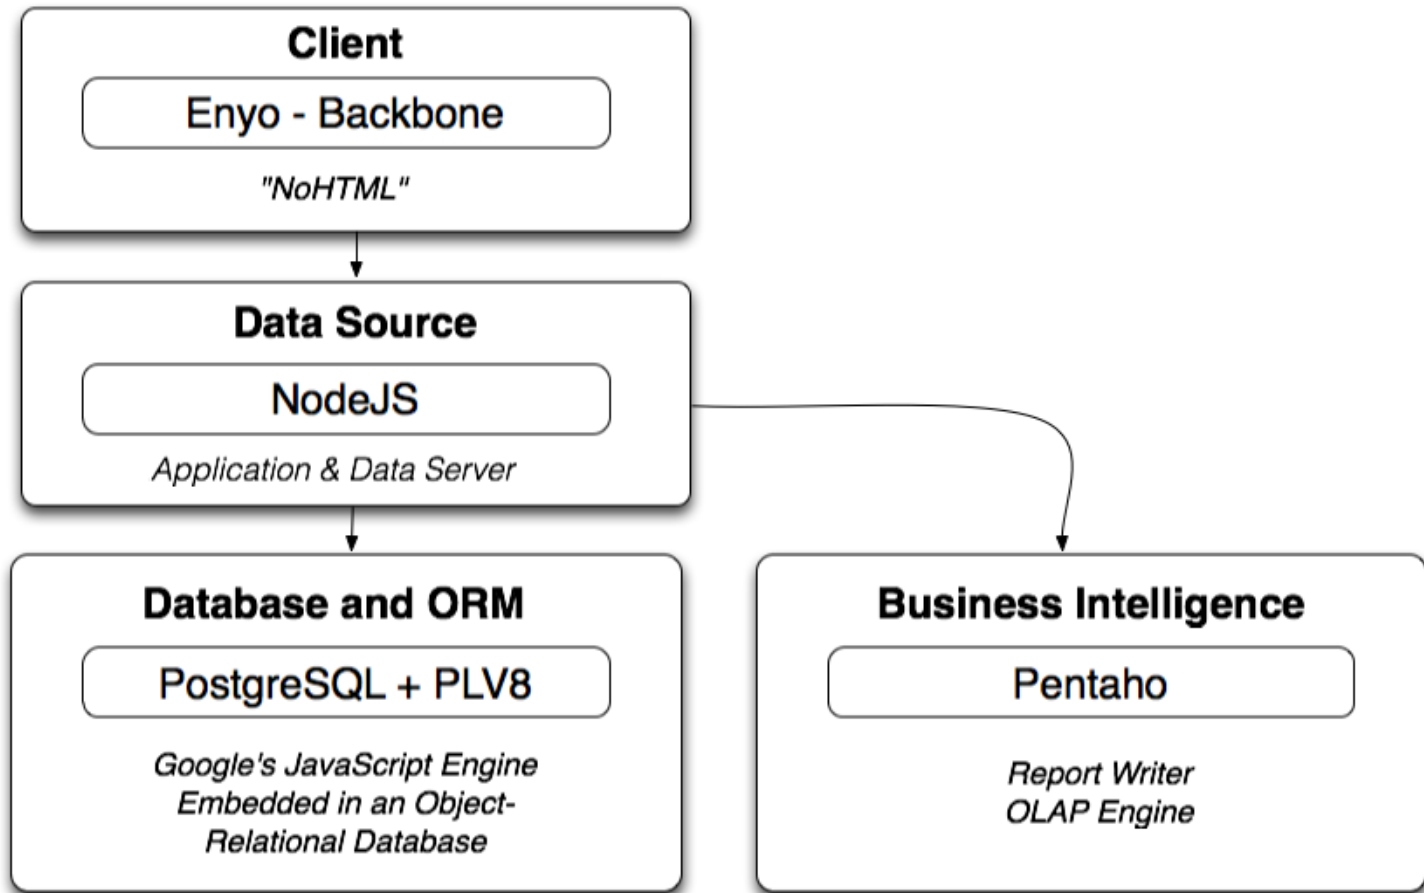 Client
Enyo - Backbone
"NoHTML"
Data Source
NodeJS
Application & Data Server
Database and ORM
PostgreSQL + PLV8
Google's JavaScript Engine
Embedded in an Object-
Relational Database
Business Intelligence
Pentaho
Report Writer
OLAP Engine